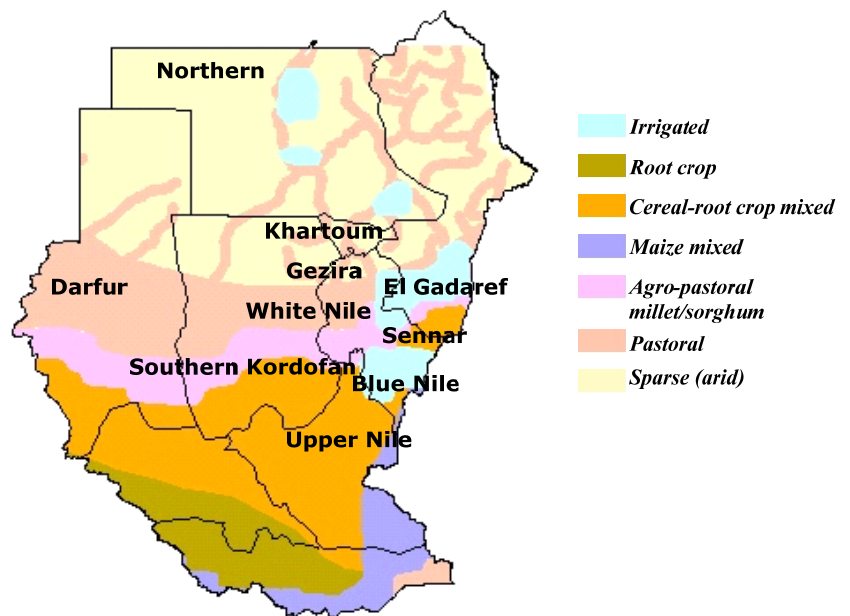 Northern
Khartoum
Gezira
Darfur
El Gadaref
White Nile
Sennar
Southern Kordofan
Blue Nile
Upper Nile
Irrigated
Root crop
Cereal-root crop mixed
Maize mixed
Agro-pastoral
millet/sorghum
Pastoral
Sparse (arid)